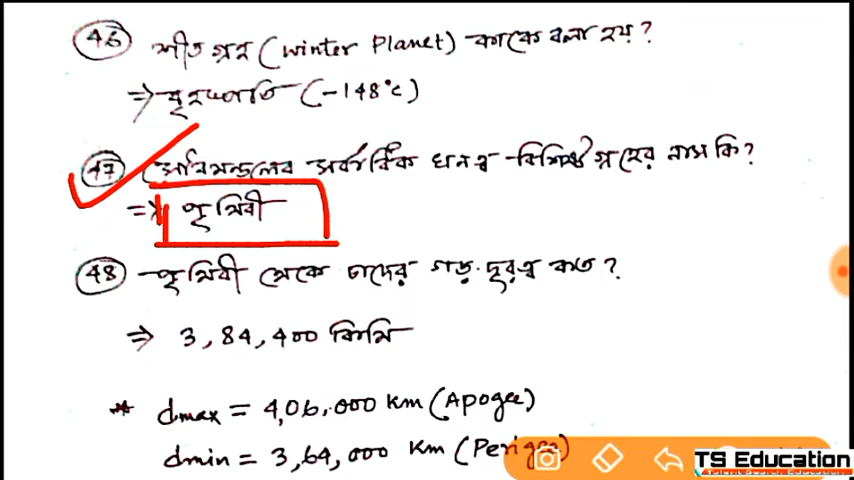 46 শীত গ্রহ (Winter Planet) কাকে বলা হয়?
⇒ বৃহস্পতি (-148°c)
47 সৌরমন্ডলের সর্বাধিক ঘনত্ব বিশিষ্ট গ্রহের নাম কি?
⇒ পৃথিবী
48 পৃথিবী থেকে চাদের গড় দূরত্ব কত?
⇒ 3,84,400 কিমি
* dmax = 4,06,000 km (Apogee)
dmin = 3,64,000 km (Perigee)
TS Education